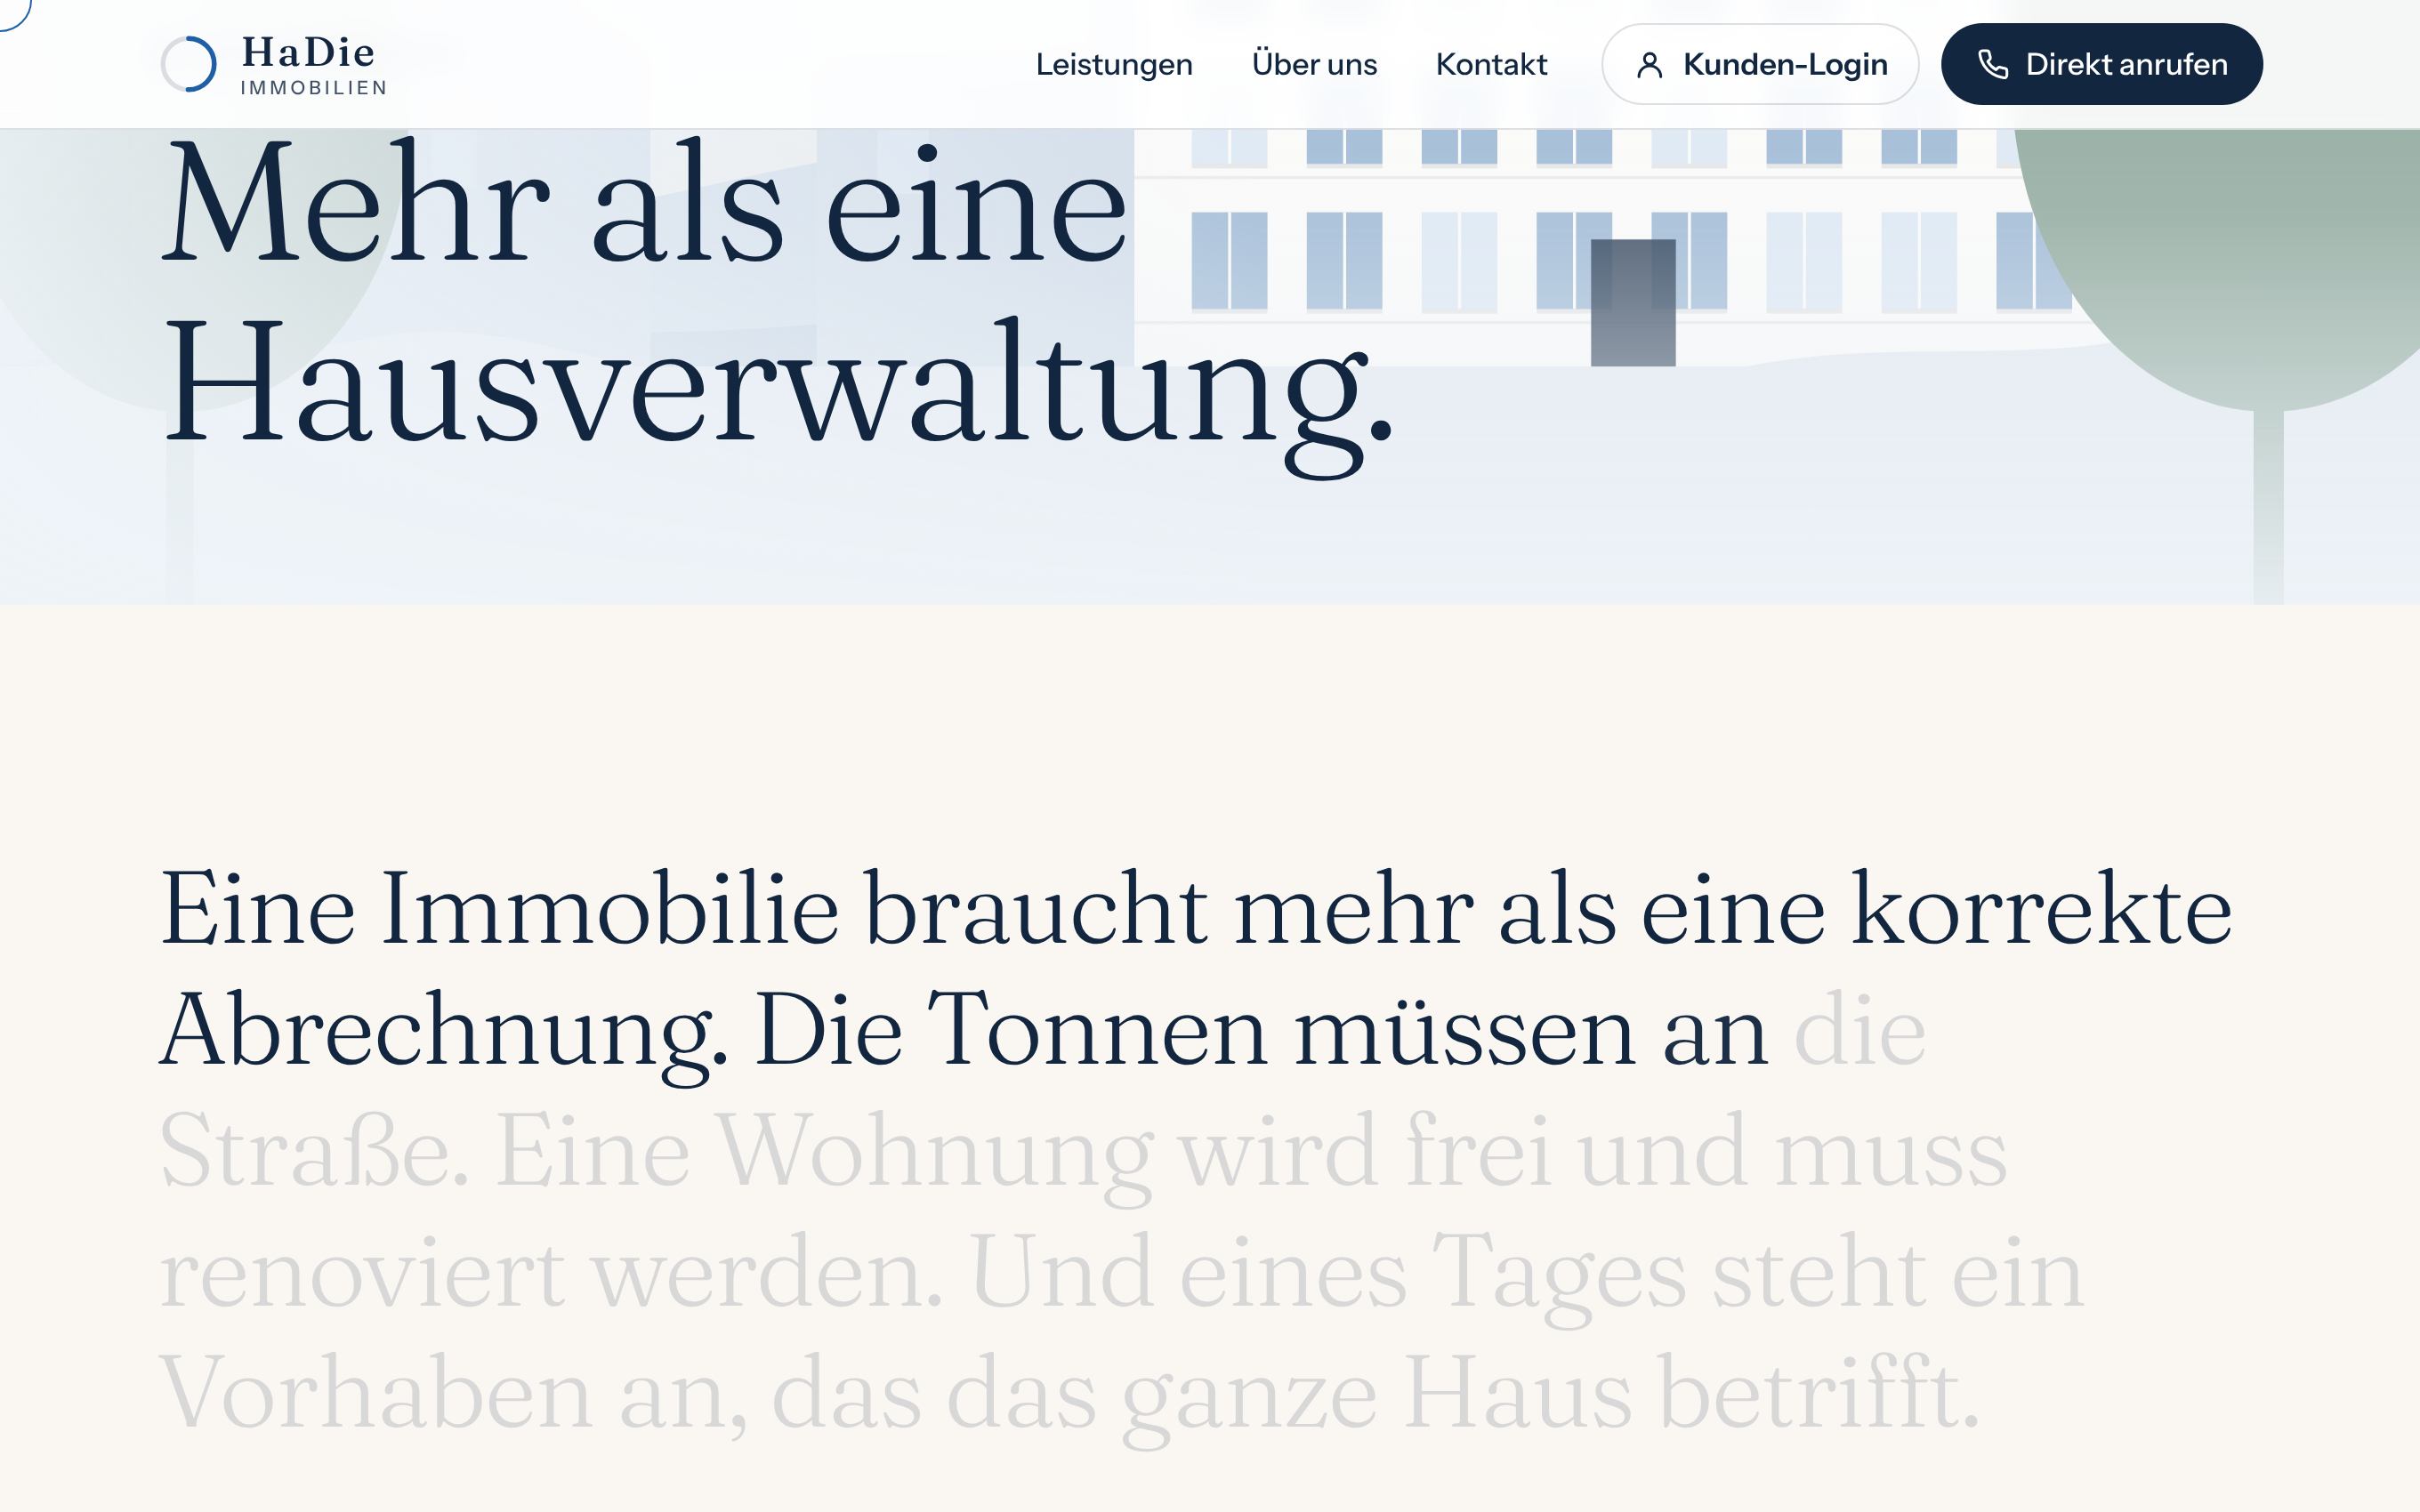 HaDie
IMMOBILIEN
Leistungen
Über uns
Kontakt
Kunden-Login
Direkt anrufen
Mehr als eine
Hausverwaltung.
Eine Immobilie braucht mehr als eine korrekte
Abrechnung. Die Tonnen müssen an die
Straße. Eine Wohnung wird frei und muss
renoviert werden. Und eines Tages steht ein
Vorhaben an, das das ganze Haus betrifft.